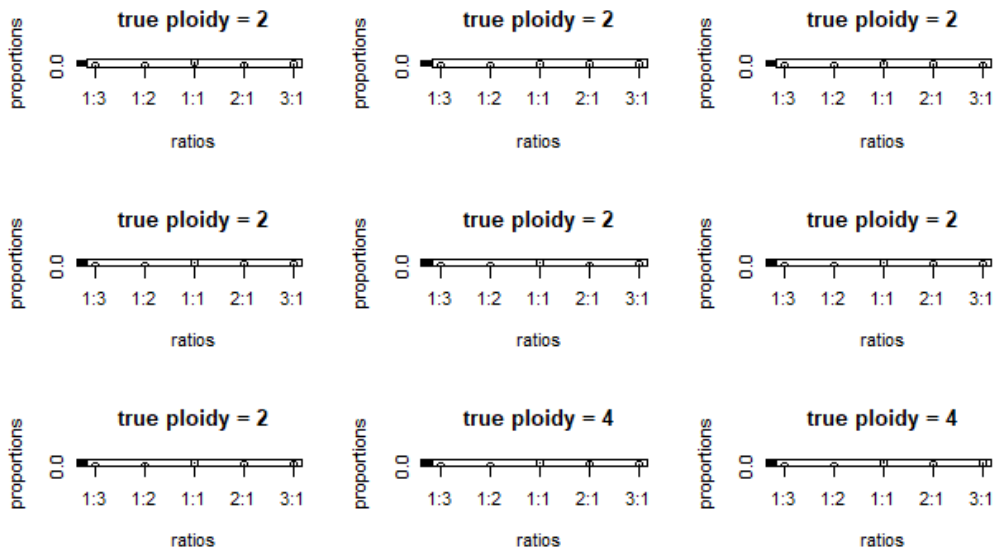 true ploidy = 2
proportions
0.0
1:3 1:2 1:1 2:1 3:1
ratios
true ploidy = 2
proportions
0.0
1:3 1:2 1:1 2:1 3:1
ratios
true ploidy = 2
proportions
0.0
1:3 1:2 1:1 2:1 3:1
ratios
true ploidy = 2
proportions
0.0
1:3 1:2 1:1 2:1 3:1
ratios
true ploidy = 2
proportions
0.0
1:3 1:2 1:1 2:1 3:1
ratios
true ploidy = 2
proportions
0.0
1:3 1:2 1:1 2:1 3:1
ratios
true ploidy = 2
proportions
0.0
1:3 1:2 1:1 2:1 3:1
ratios
true ploidy = 4
proportions
0.0
1:3 1:2 1:1 2:1 3:1
ratios
true ploidy = 4
proportions
0.0
1:3 1:2 1:1 2:1 3:1
ratios